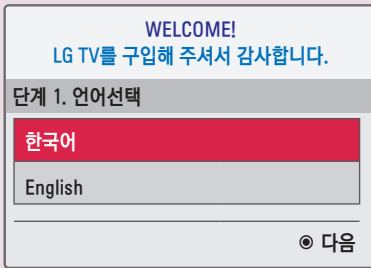 WELCOME!
LG TV를 구입해 주셔서 감사합니다.
단계 1. 언어선택
한국어
English
◉ 다음